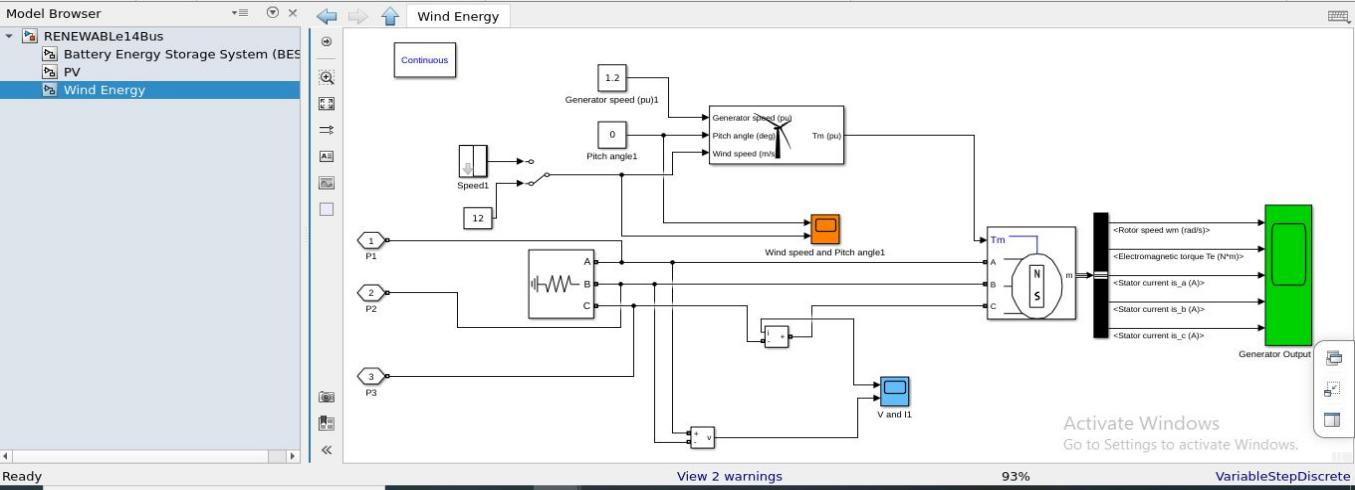 Model Browser
RENEWABLe14Bus
Battery Energy Storage System (BES
PV
Wind Energy
Wind Energy
Continuous
1.2
Generator speed (pu)1
0
Pitch angle1
Generator speed (pu)
Pitch angle (deg)
Wind speed (m/s
Tm (pu)
Speed1
12
Wind speed and Pitch angle1
1
P1
2
P2
3
P3
A
B
C
Tm
A
B
C
N
S
m
<Rotor speed wm (rad/s)>
<Electromagnetic torque Te (N*m)>
<Stator current is_a (A)>
<Stator current is_b (A)>
<Stator current is_c (A)>
Generator Output
i
+
-
V and I1
+
-
v
Activate Windows
Go to Settings to activate Windows.
Ready
View 2 warnings
93%
VariableStepDiscrete